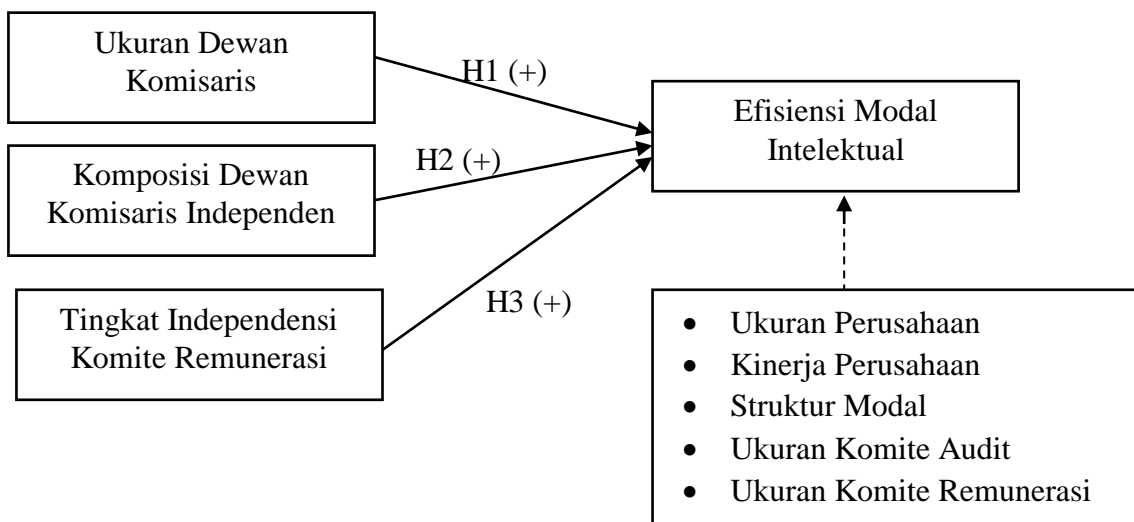 Ukuran Dewan
Komisaris
H1 (+)
Efisiensi Modal
Intelektual
Komposisi Dewan
Komisaris Independen
H2 (+)
Tingkat Independensi
Komite Remunerasi
H3 (+)
• Ukuran Perusahaan
• Kinerja Perusahaan
• Struktur Modal
• Ukuran Komite Audit
• Ukuran Komite Remunerasi